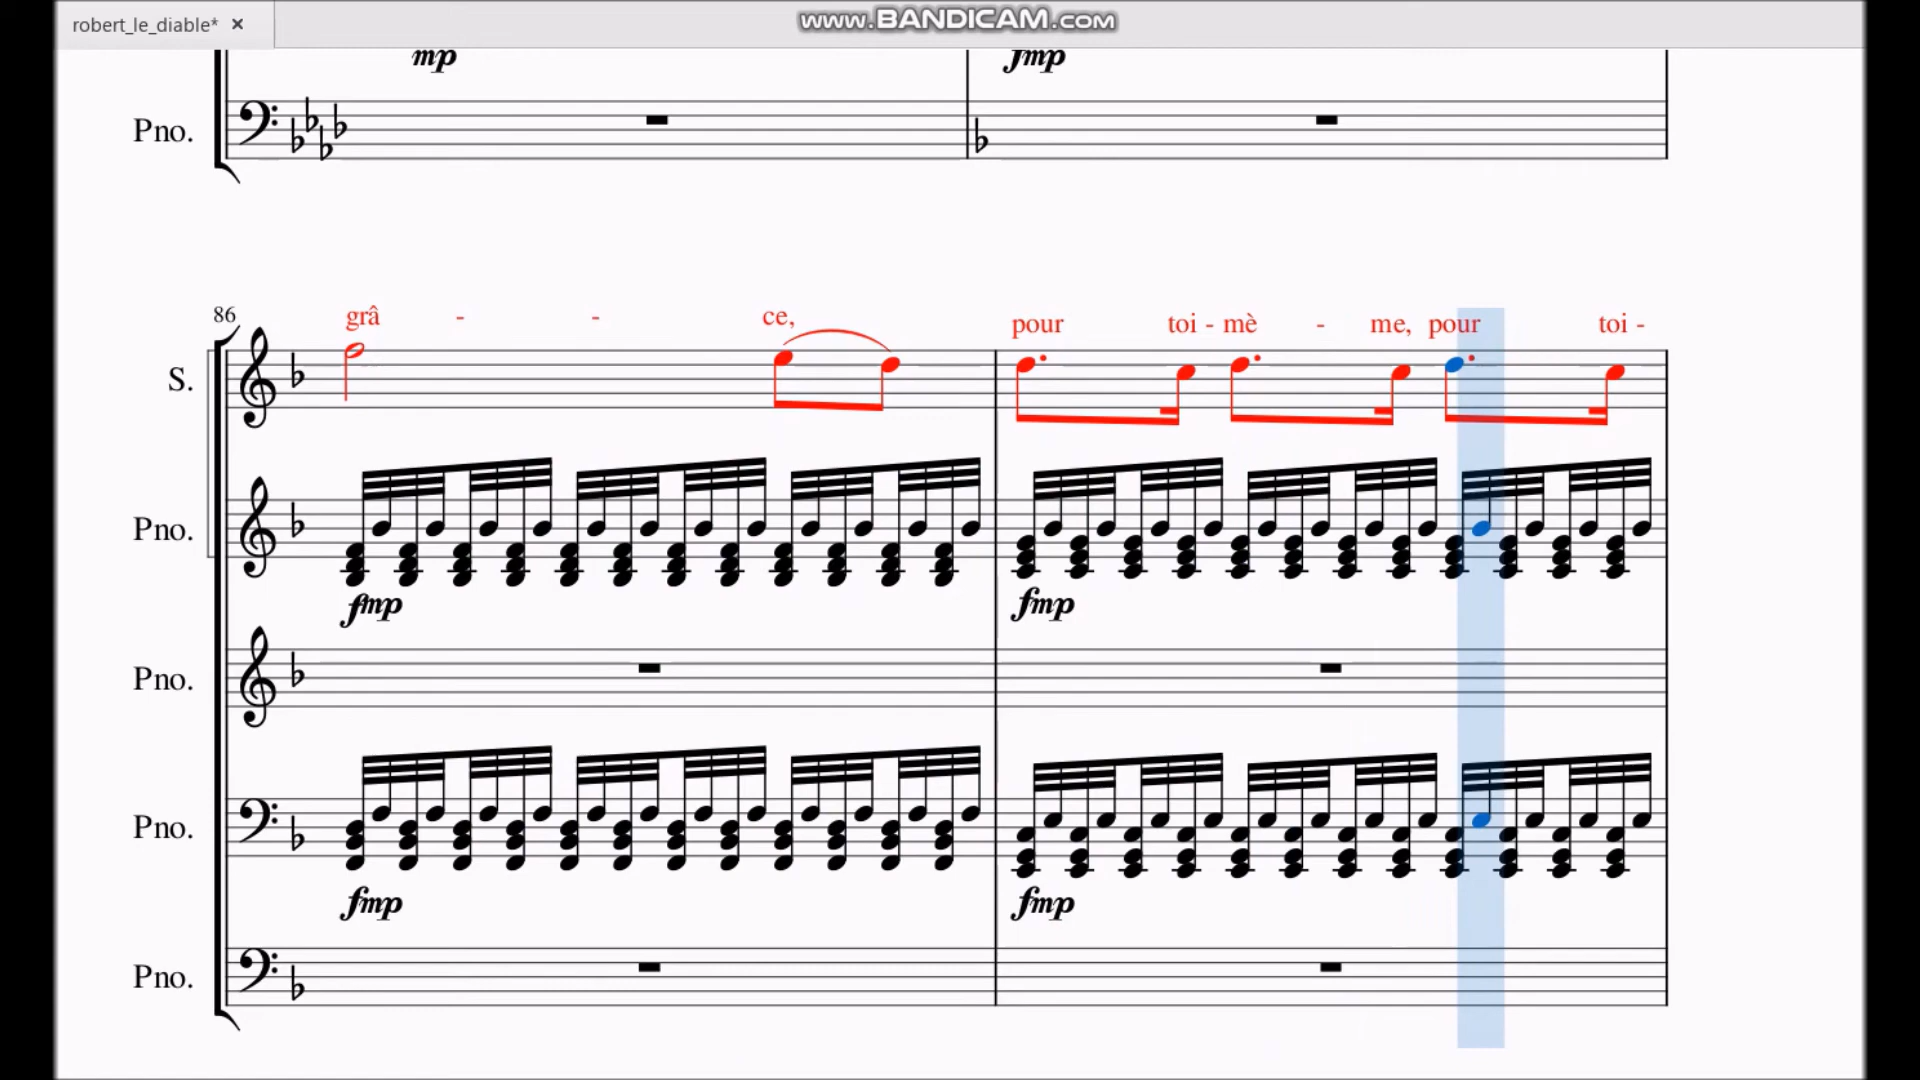 robert_le_diable* ×
www.BANDICAM.com
mp fmp
Pno.
86 grâ - - ce, pour toi - mè - me, pour toi -
S.
Pno.
fmp fmp
Pno.
Pno.
fmp fmp
Pno.